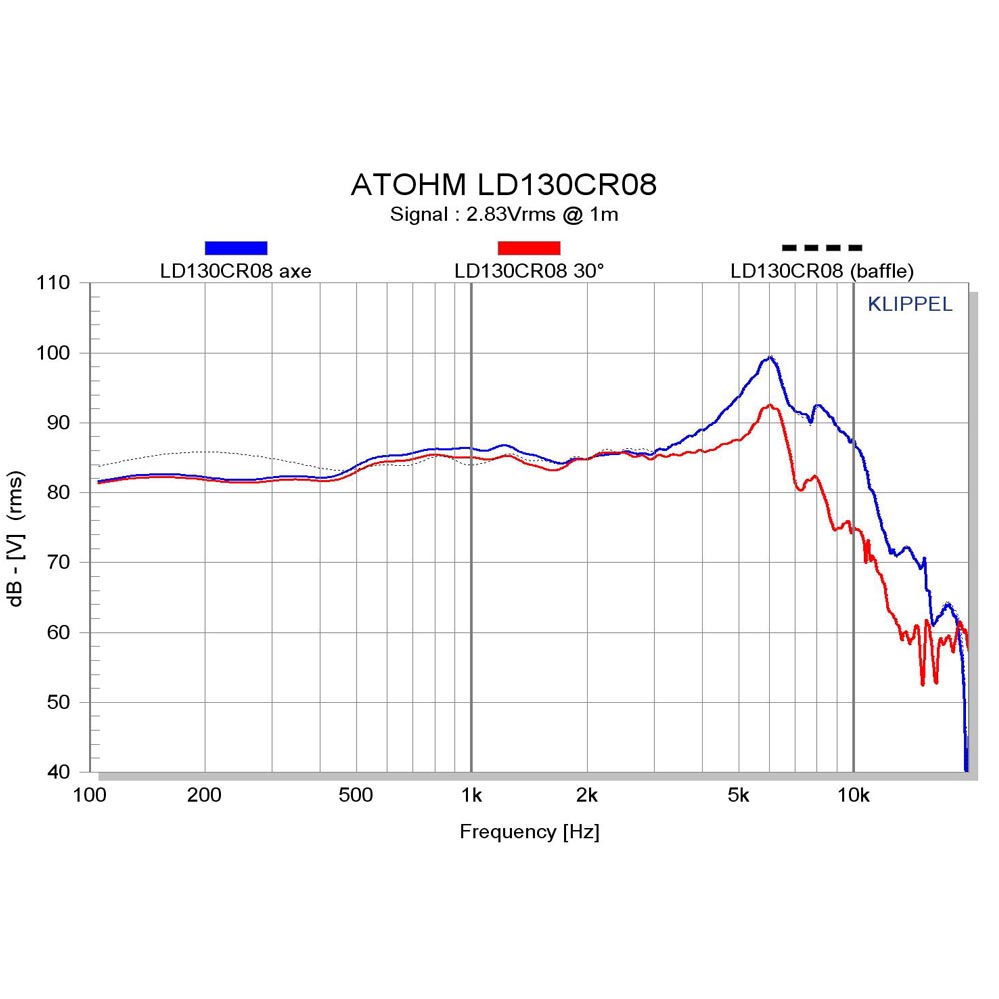 ATOHM LD130CR08
Signal : 2.83Vrms @ 1m
LD130CR08 axe LD130CR08 30° LD130CR08 (baffle)
KLIPPEL
110
100
90
80
70
60
50
40
dB - [V] (rms)
100 200 500 1k 2k 5k 10k
Frequency [Hz]